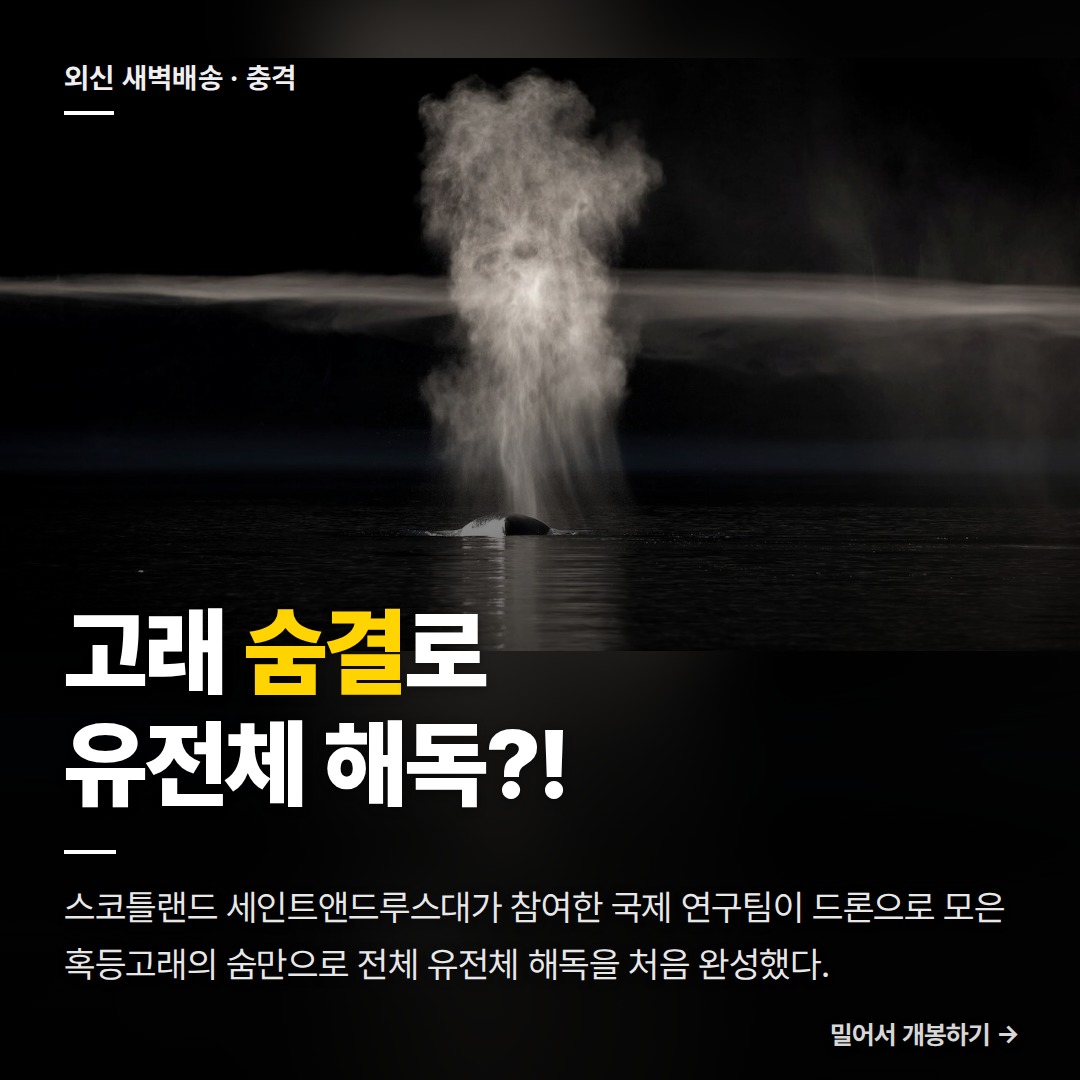 외신 새벽배송 · 충격
고래 숨결로
유전체 해독?!
스코틀랜드 세인트앤드루스대가 참여한 국제 연구팀이 드론으로 모은
혹등고래의 숨만으로 전체 유전체 해독을 처음 완성했다.
밀어서 개봉하기 →